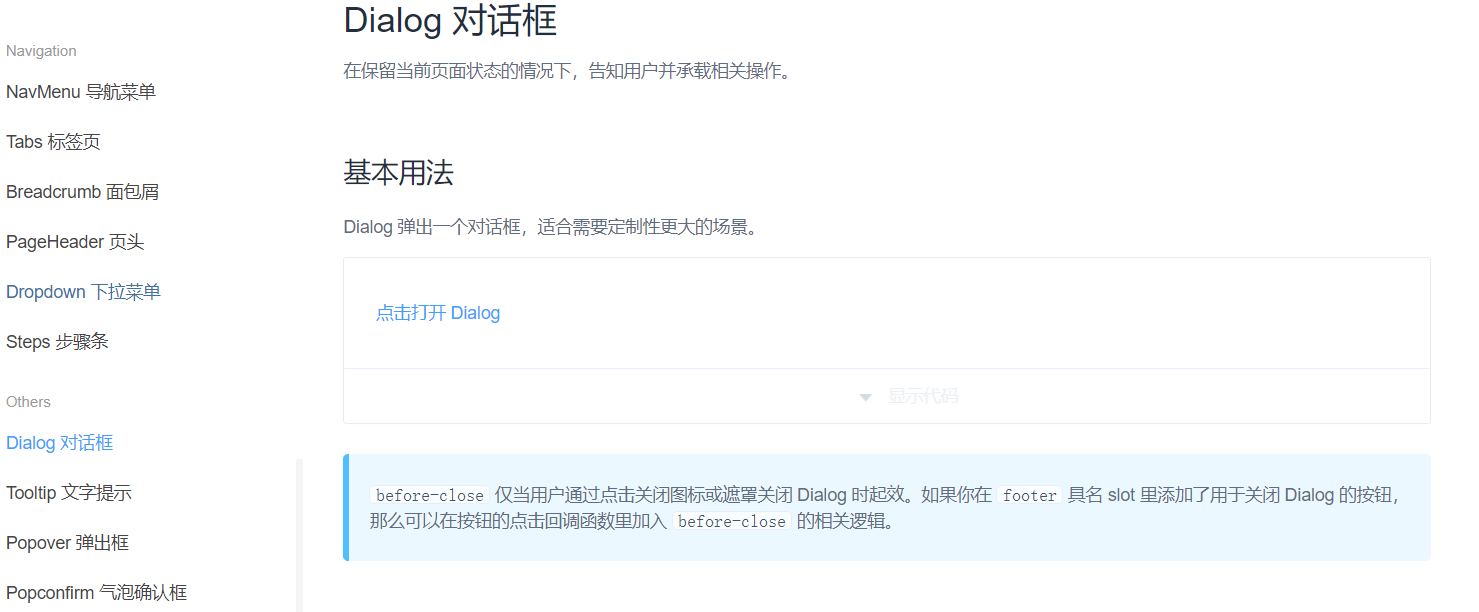 Navigation
NavMenu 导航菜单
Tabs 标签页
Breadcrumb 面包屑
PageHeader 页头
Dropdown 下拉菜单
Steps 步骤条
Others
Dialog 对话框
Tooltip 文字提示
Popover 弹出框
Popconfirm 气泡确认框
Dialog 对话框
在保留当前页面状态的情况下，告知用户并承载相关操作。
基本用法
Dialog 弹出一个对话框，适合需要定制性更大的场景。
点击打开 Dialog
显示代码
before-close 仅当用户通过点击关闭图标或遮罩关闭 Dialog 时起效。如果你在 footer 具名 slot 里添加了用于关闭 Dialog 的按钮，
那么可以在按钮的点击回调函数里加入 before-close 的相关逻辑。